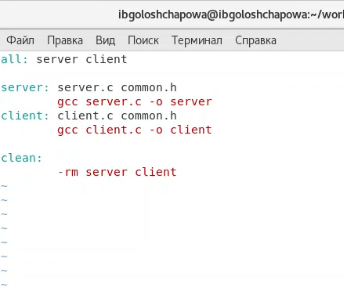 ibgoloshchapowa@ibgoloshchapowa:~/work
Файл Правка Вид Поиск Терминал Справка
all: server client
server: server.c common.h
gcc server.c -o server
client: client.c common.h
gcc client.c -o client
clean:
-rm server client
~
~
~
~
~
~
~
~